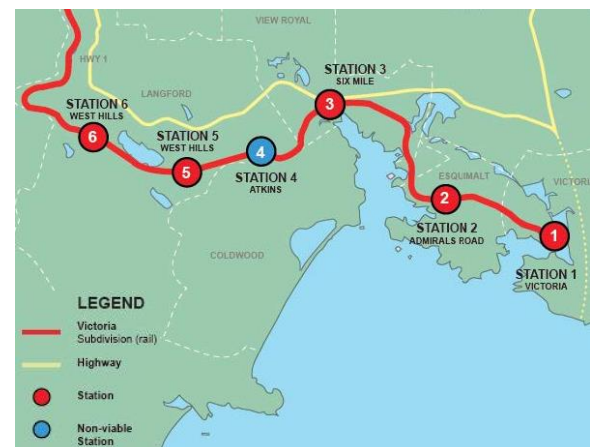 VIEW ROYAL
HWY 1
STATION 3
SIX MILE
3
LANGFORD
STATION 6
WEST HILLS
6
STATION 5
WEST HILLS
5
4
STATION 4
ATKINS
ESQUIMALT
VICTORI
2
STATION 2
ADMIRALS ROAD
1
STATION 1
VICTORIA
COLDWOOD
LEGEND
Victoria
Subdivision (rail)
Highway
Station
Non-viable
Station